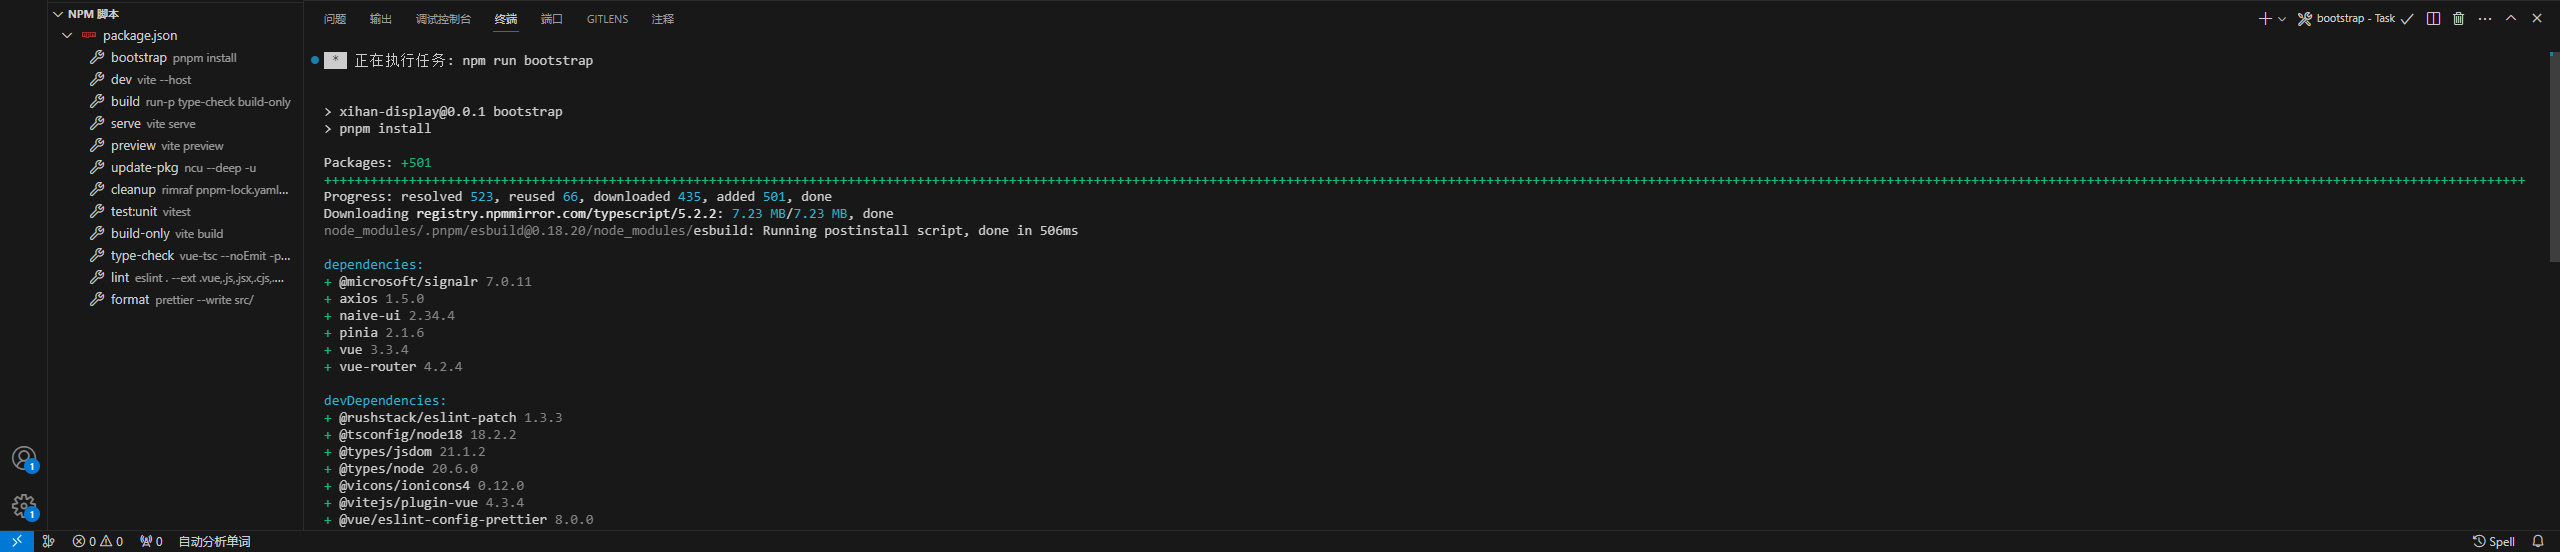 NPM 脚本
package.json
bootstrap pnpm install
dev vite --host
build run-p type-check build-only
serve vite serve
preview vite preview
update-pkg ncu --deep -u
cleanup rimraf pnpm-lock.yaml...
test:unit vitest
build-only vite build
type-check vue-tsc --noEmit -p...
lint eslint . --ext .vue,.js,.jsx,.cjs,....
format prettier --write src/
问题 输出 调试控制台 终端 端口 GITLENS 注释
bootstrap - Task
* 正在执行任务: npm run bootstrap
> xihan-display@0.0.1 bootstrap
> pnpm install
Packages: +501
Progress: resolved 523, reused 66, downloaded 435, added 501, done
Downloading registry.npmmirror.com/typescript/5.2.2: 7.23 MB/7.23 MB, done
node_modules/.pnpm/esbuild@0.18.20/node_modules/esbuild: Running postinstall script, done in 506ms
dependencies:
+ @microsoft/signalr 7.0.11
+ axios 1.5.0
+ naive-ui 2.34.4
+ pinia 2.1.6
+ vue 3.3.4
+ vue-router 4.2.4
devDependencies:
+ @rushstack/eslint-patch 1.3.3
+ @tsconfig/node18 18.2.2
+ @types/jsdom 21.1.2
+ @types/node 20.6.0
+ @vicons/ionicons4 0.12.0
+ @vitejs/plugin-vue 4.3.4
+ @vue/eslint-config-prettier 8.0.0
1
1
0 0 0 自动分析单词 Spell